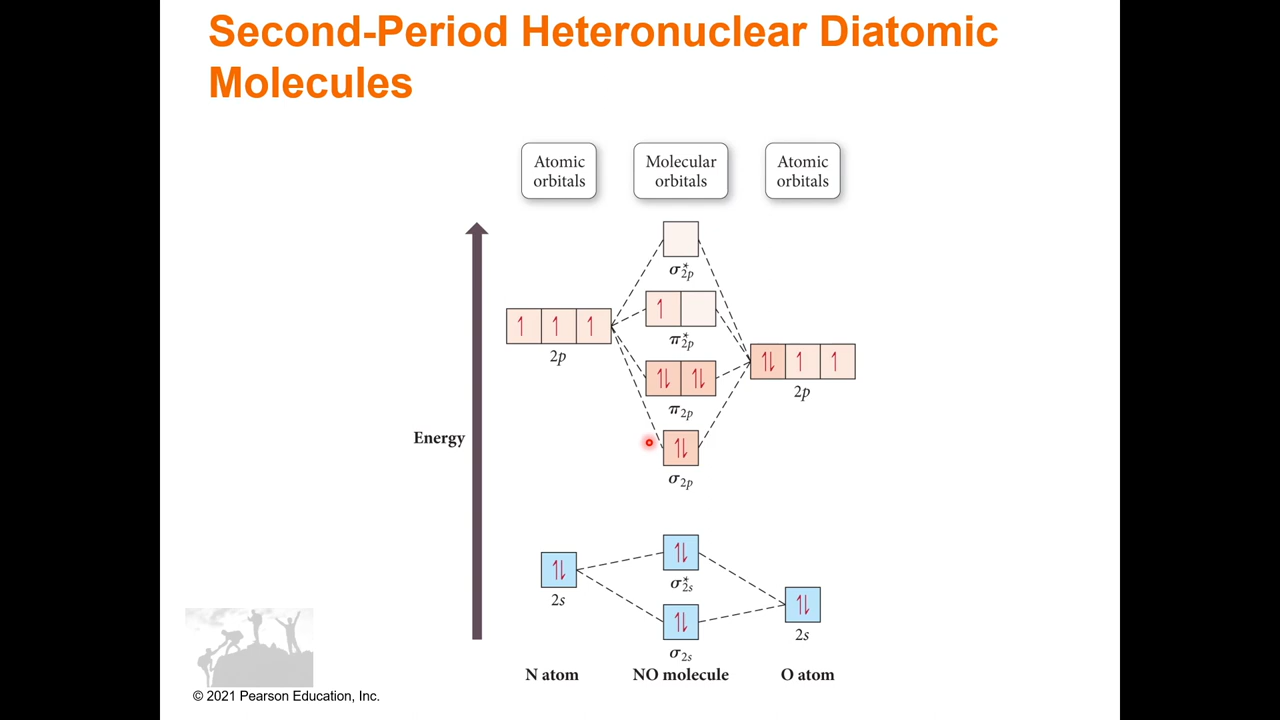 Second-Period Heteronuclear Diatomic
Molecules
Atomic
orbitals
Molecular
orbitals
Atomic
orbitals
σ*2p
π*2p
2p
2p
π2p
Energy
σ2p
σ*2s
2s
2s
σ2s
N atom
NO molecule
O atom
© 2021 Pearson Education, Inc.